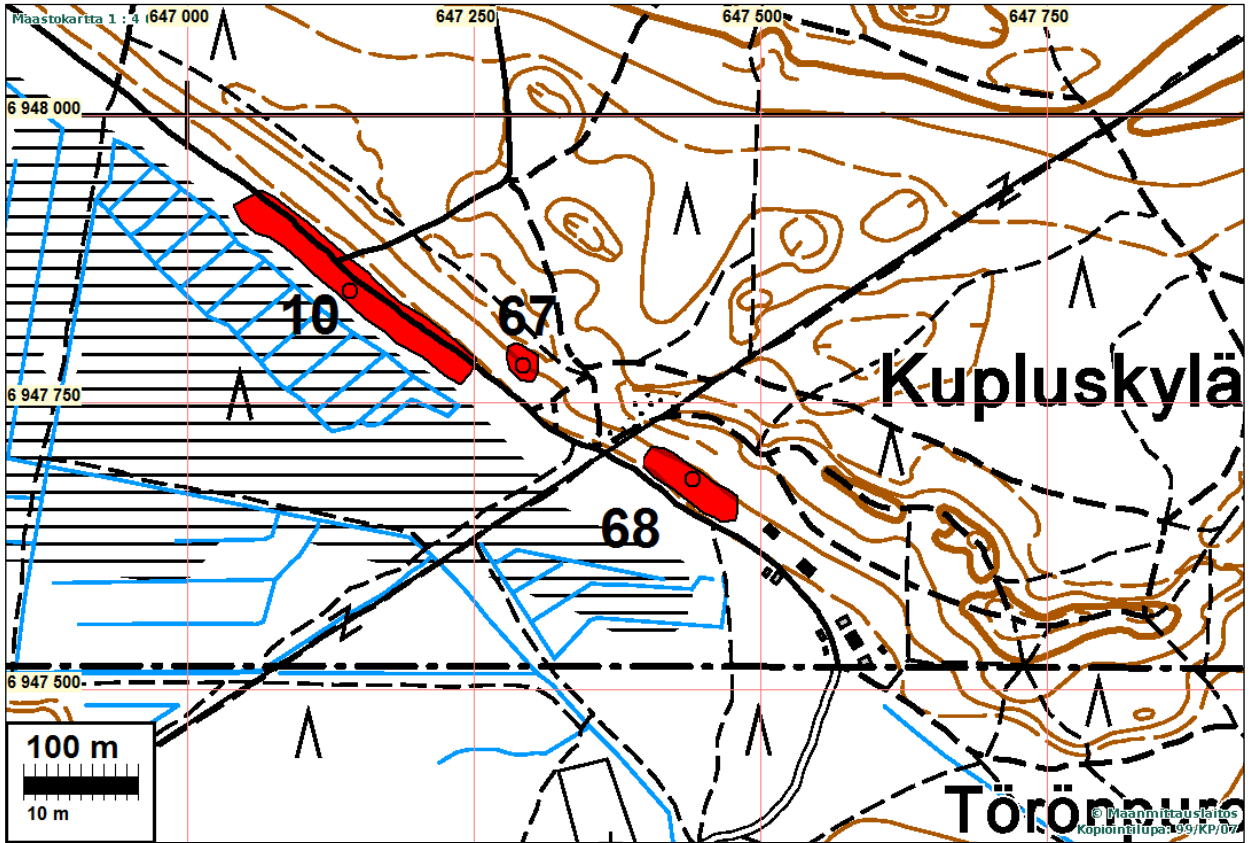 Maastokartta 1 : 4
647 000
647 250
647 500
647 750
6 948 000
10
67
Kupluskylä
6 947 750
68
6 947 500
100 m
10 m
© Maanmittauslaitos
Kopiointilupa: 99/KP/07